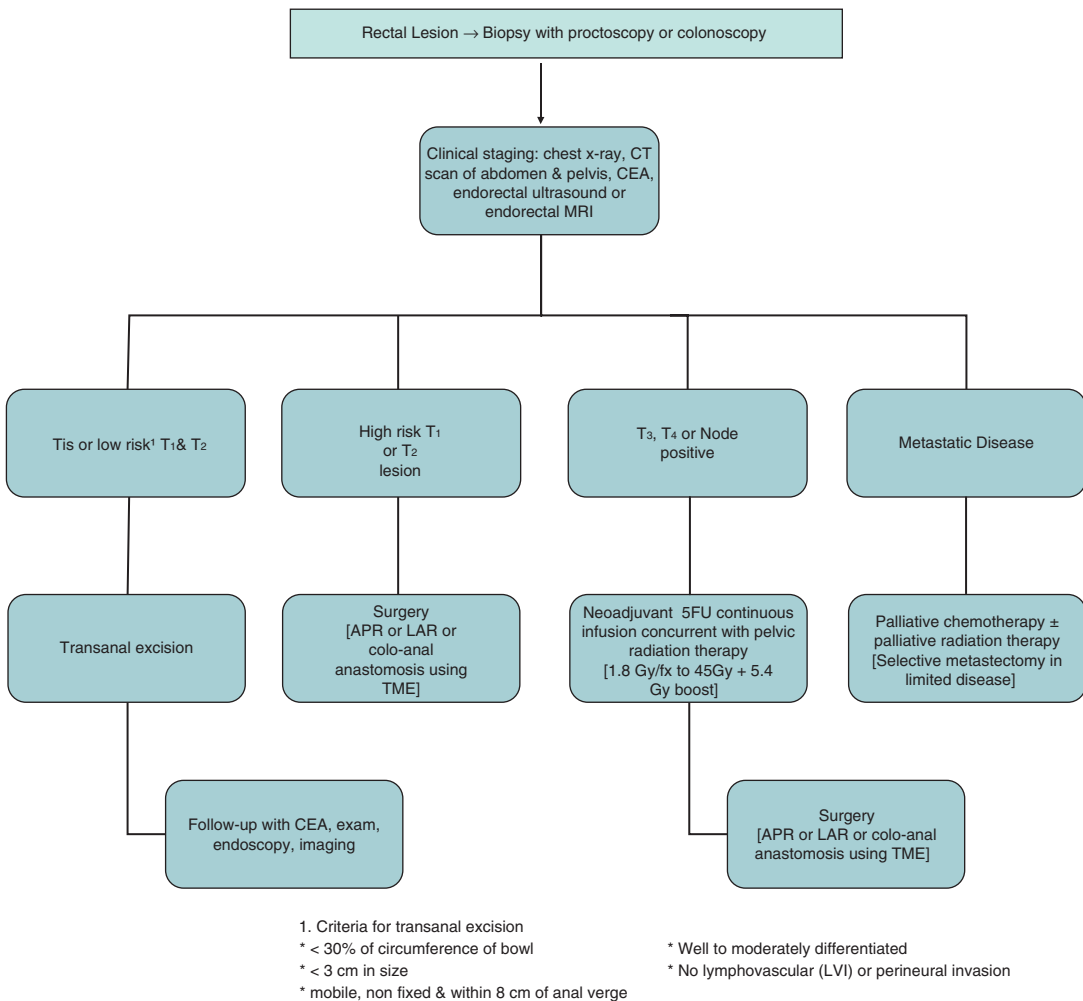 Rectal Lesion → Biopsy with proctoscopy or colonoscopy
Clinical staging: chest x-ray, CT
scan of abdomen & pelvis, CEA,
endorectal ultrasound or
endorectal MRI
Tis or low risk¹ T₁& T₂
High risk T₁
or T₂
lesion
T₃, T₄ or Node
positive
Metastatic Disease
Transanal excision
Surgery
[APR or LAR or
colo-anal
anastomosis using
TME]
Neoadjuvant 5FU continuous
infusion concurrent with pelvic
radiation therapy
[1.8 Gy/fx to 45Gy + 5.4
Gy boost]
Palliative chemotherapy ±
palliative radiation therapy
[Selective metastectomy in
limited disease]
Follow-up with CEA, exam,
endoscopy, imaging
Surgery
[APR or LAR or colo-anal
anastomosis using TME]
1. Criteria for transanal excision
* < 30% of circumference of bowl
* < 3 cm in size
* mobile, non fixed & within 8 cm of anal verge
* Well to moderately differentiated
* No lymphovascular (LVI) or perineural invasion